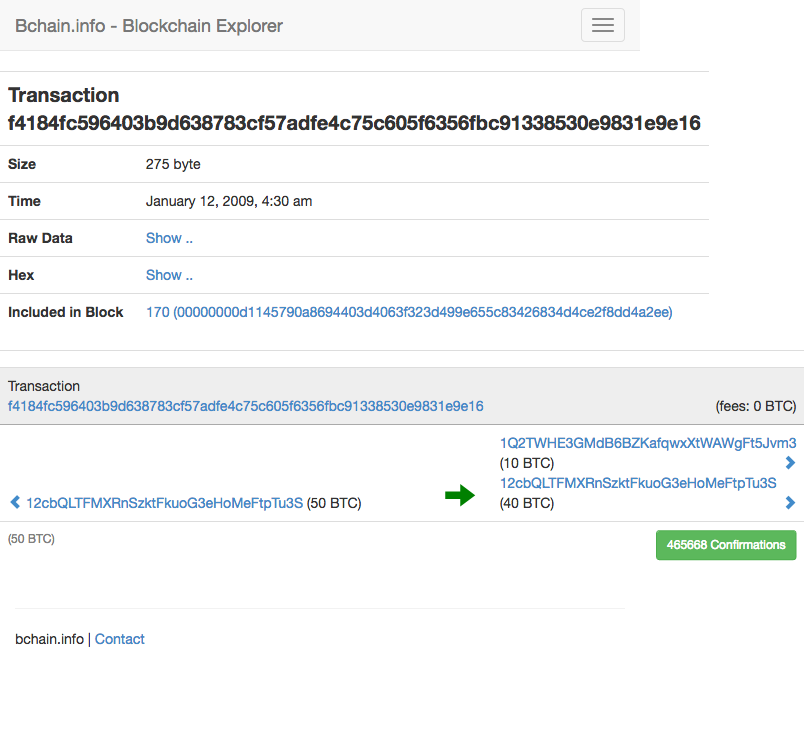 Bchain.info - Blockchain Explorer
Transaction
f4184fc596403b9d638783cf57adfe4c75c605f6356fbc91338530e9831e9e16
Size 275 byte
Time January 12, 2009, 4:30 am
Raw Data Show ..
Hex Show ..
Included in Block 170 (00000000d1145790a8694403d4063f323d499e655c83426834d4ce2f8dd4a2ee)
Transaction
f4184fc596403b9d638783cf57adfe4c75c605f6356fbc91338530e9831e9e16 (fees: 0 BTC)
12cbQLTFMXRnSzktFkuoG3eHoMeFtpTu3S (50 BTC)
1Q2TWHE3GMdB6BZKafqwxXtWAWgFt5Jvm3
(10 BTC)
12cbQLTFMXRnSzktFkuoG3eHoMeFtpTu3S
(40 BTC)
(50 BTC) 465668 Confirmations
bchain.info | Contact